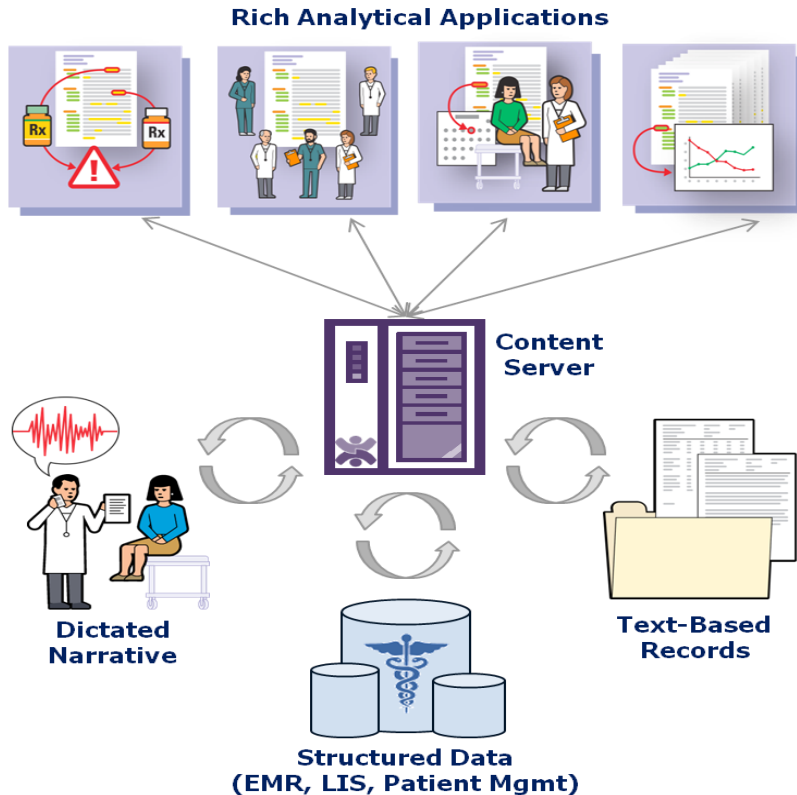 Rich Analytical Applications
Rx
Rx
Content
Server
Dictated
Narrative
Text-Based
Records
Structured Data
(EMR, LIS, Patient Mgmt)